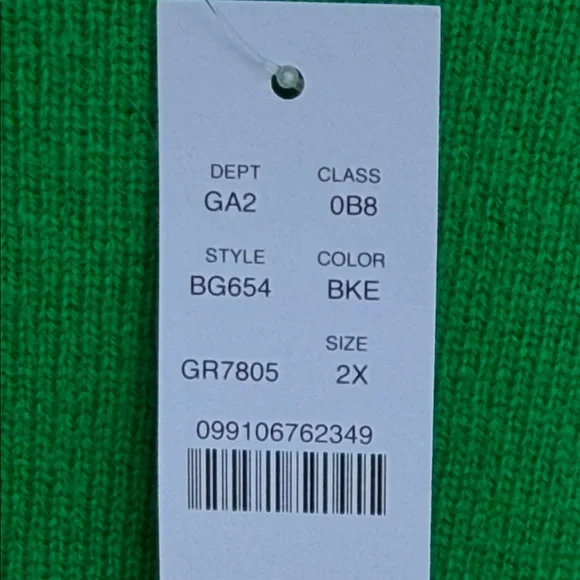 DEPT CLASS
GA2 0B8
STYLE COLOR
BG654 BKE
SIZE
GR7805 2X
099106762349